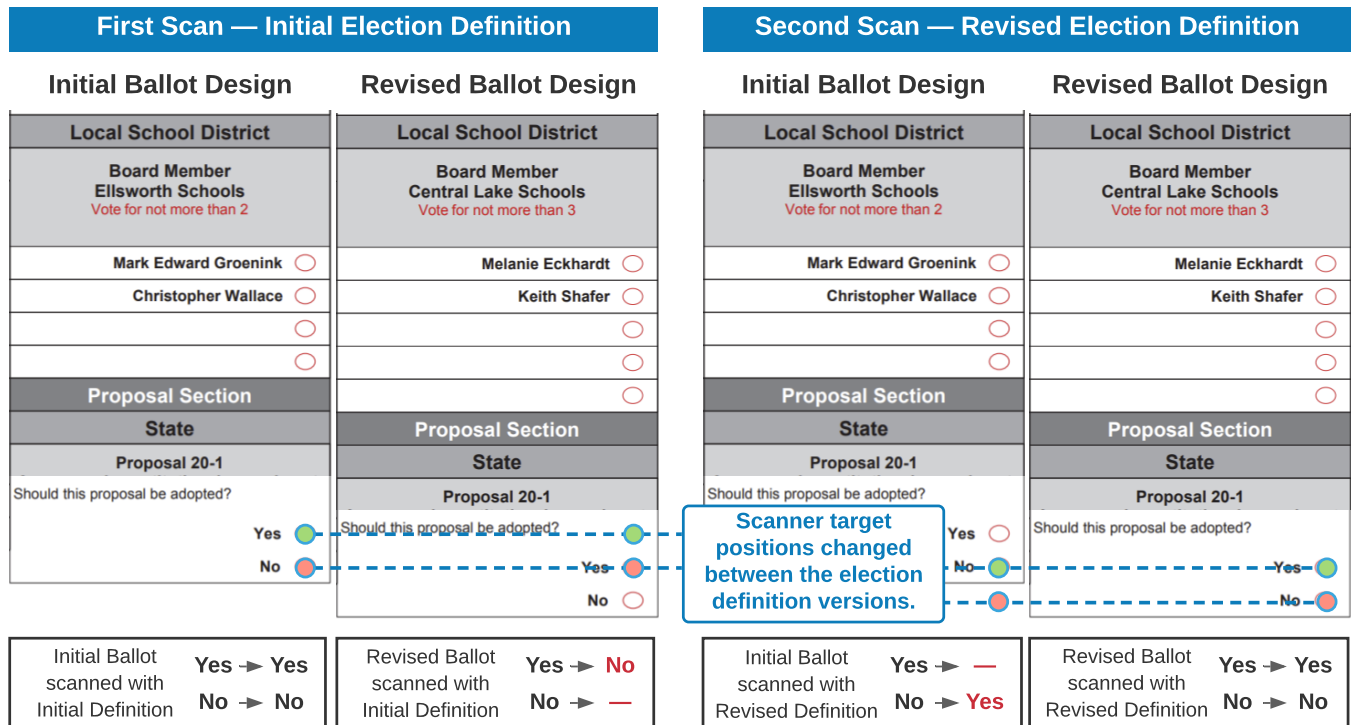 First Scan — Initial Election Definition
Initial Ballot Design
Local School District
Board Member
Ellsworth Schools
Vote for not more than 2
Mark Edward Groenink
Christopher Wallace
Proposal Section
State
Proposal 20-1
Should this proposal be adopted?
Yes
No
Revised Ballot Design
Local School District
Board Member
Central Lake Schools
Vote for not more than 3
Melanie Eckhardt
Keith Shafer
Proposal Section
State
Proposal 20-1
Should this proposal be adopted?
Yes
No
Initial Ballot
scanned with
Initial Definition
Yes → Yes
No → No
Revised Ballot
scanned with
Initial Definition
Yes → No
No → —
Scanner target
positions changed
between the election
definition versions.
Second Scan — Revised Election Definition
Initial Ballot Design
Local School District
Board Member
Ellsworth Schools
Vote for not more than 2
Mark Edward Groenink
Christopher Wallace
Proposal Section
State
Proposal 20-1
Should this proposal be adopted?
Yes
No
Revised Ballot Design
Local School District
Board Member
Central Lake Schools
Vote for not more than 3
Melanie Eckhardt
Keith Shafer
Proposal Section
State
Proposal 20-1
Should this proposal be adopted?
Yes
No
Initial Ballot
scanned with
Revised Definition
Yes → —
No → Yes
Revised Ballot
scanned with
Revised Definition
Yes → Yes
No → No